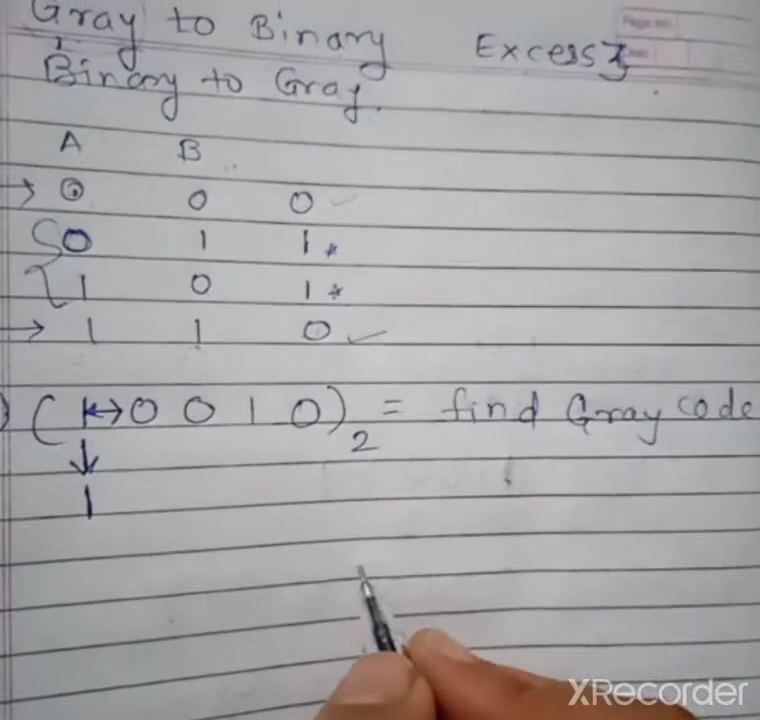 Gray to Binary Excess 3
Binary to Gray.
A B
→ 0 0 0 ✓
0 1 1 *
1 0 1 *
→ 1 1 0 ✓
) (1↔0 0 1 0)₂ = find Gray code
↓
1
XRecorder